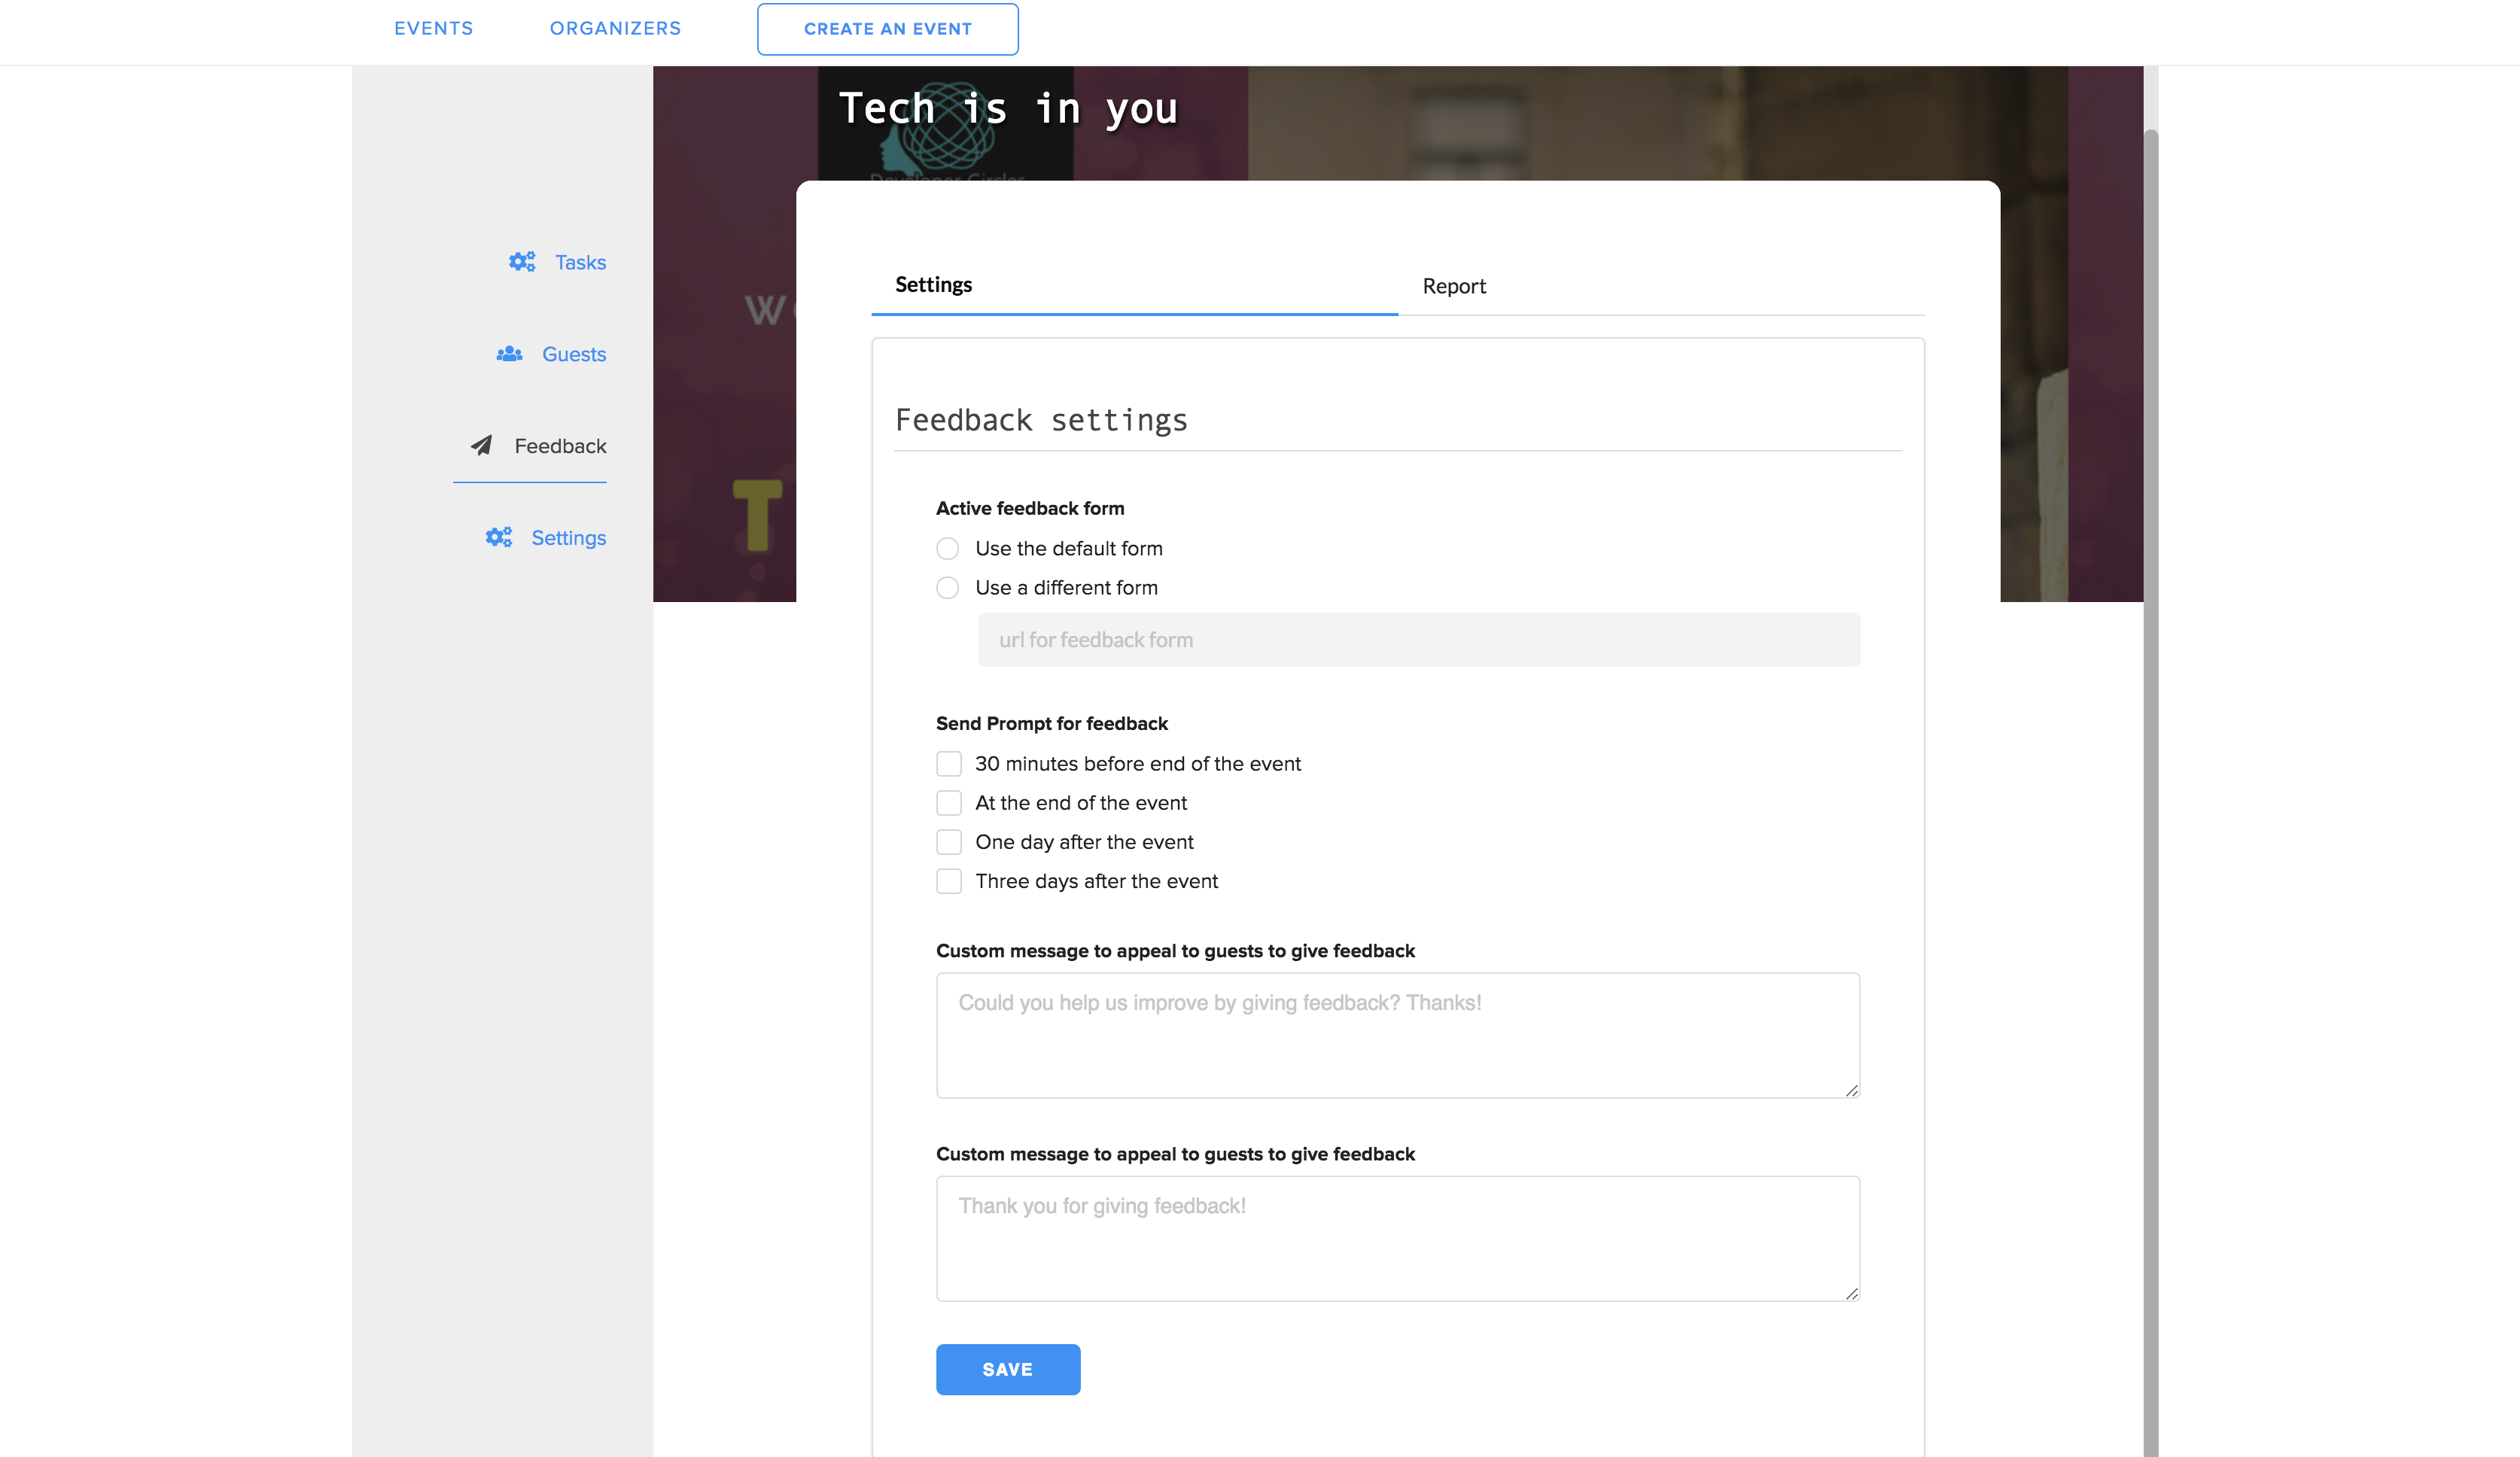 EVENTS
ORGANIZERS
CREATE AN EVENT
Tech is in you
Developer Circles
Tasks
Guests
Feedback
Settings
W
T
Settings
Report
Feedback settings
Active feedback form
Use the default form
Use a different form
url for feedback form
Send Prompt for feedback
30 minutes before end of the event
At the end of the event
One day after the event
Three days after the event
Custom message to appeal to guests to give feedback
Could you help us improve by giving feedback? Thanks!
Custom message to appeal to guests to give feedback
Thank you for giving feedback!
SAVE